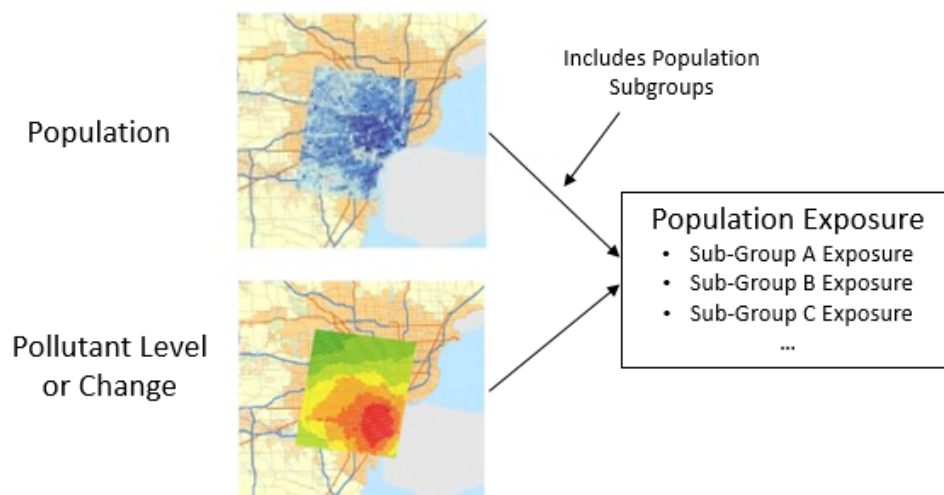 Population
Includes Population
Subgroups
Population Exposure
• Sub-Group A Exposure
• Sub-Group B Exposure
• Sub-Group C Exposure
...
Pollutant Level
or Change